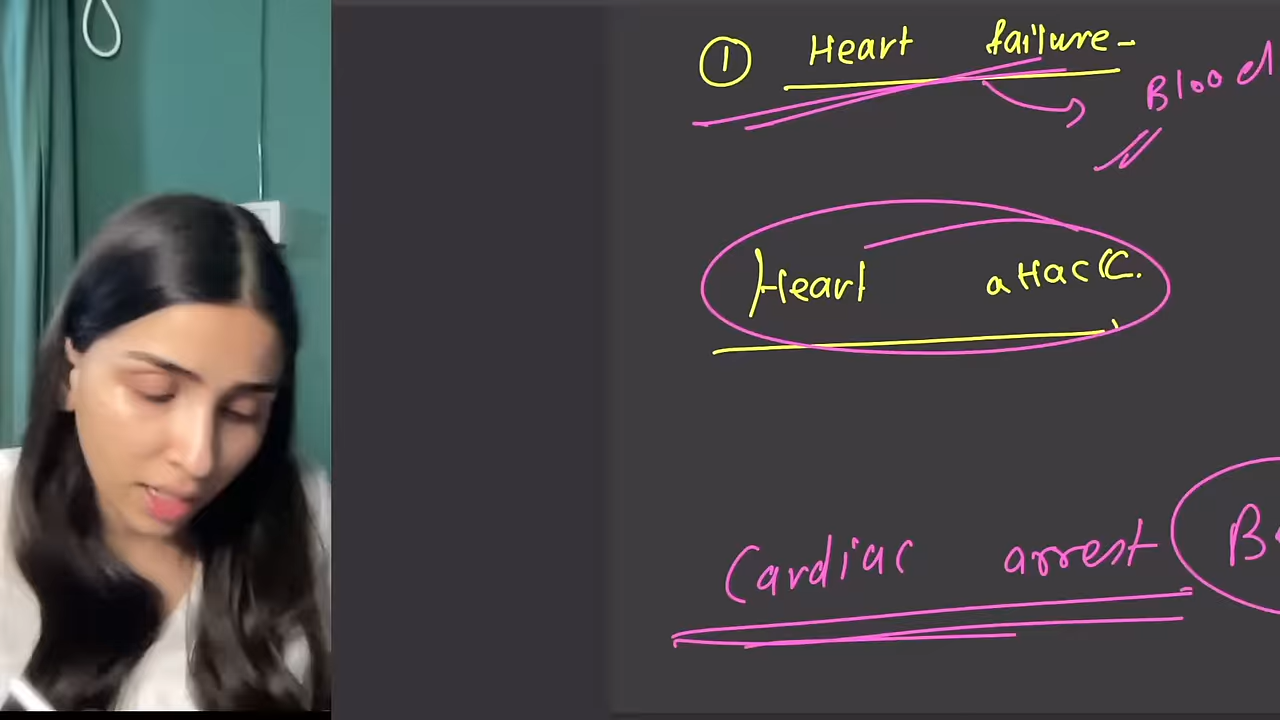 ① Heart failure -
Blood
Heart attack.
Cardiac arrest